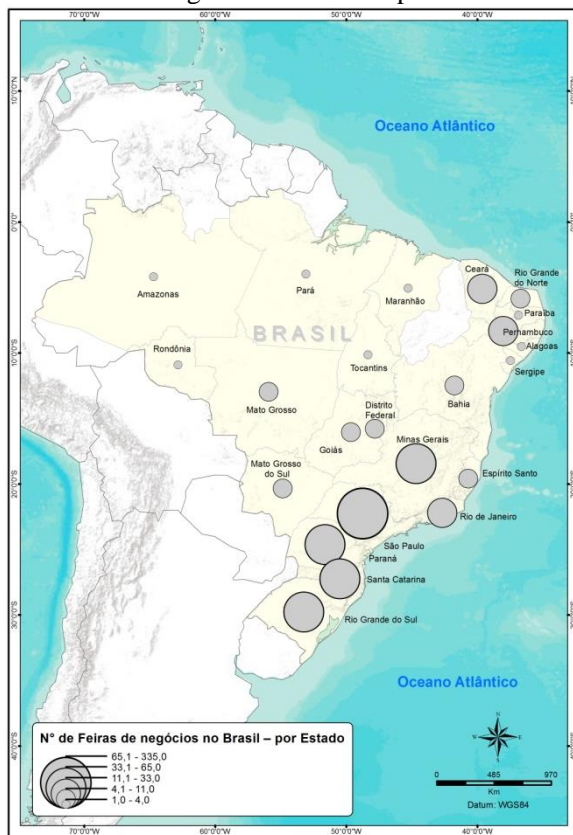 50°0'0"W 40°0'0"W
60°0'0"W
10°0'0"N
Oceano Atlântico
0°0'0"
Ceará
Rio Grande
do Norte
Amazonas
Pará
Maranhão
Paraíba
BRASIL
Pernambuco
Alagoas
10°0'0"S
Rondônia
Tocantins
Sergipe
Mato Grosso
Distrito
Federal
Bahia
Goiás
Minas Gerais
Mato Grosso
do Sul
Espírito Santo
20°0'0"S
Rio de Janeiro
São Paulo
Paraná
Santa Catarina
Rio Grande do Sul
30°0'0"S
Oceano Atlântico
N° de Feiras de negócios no Brasil – por Estado
65,1 - 335,0
33,1 - 65,0
11,1 - 33,0
4,1 - 11,0
1,0 - 4,0
40°0'0"S
N
E
S
0 485 970
Km
Datum: WGS84
70°0'0"W 60°0'0"W 50°0'0"W 40°0'0"W